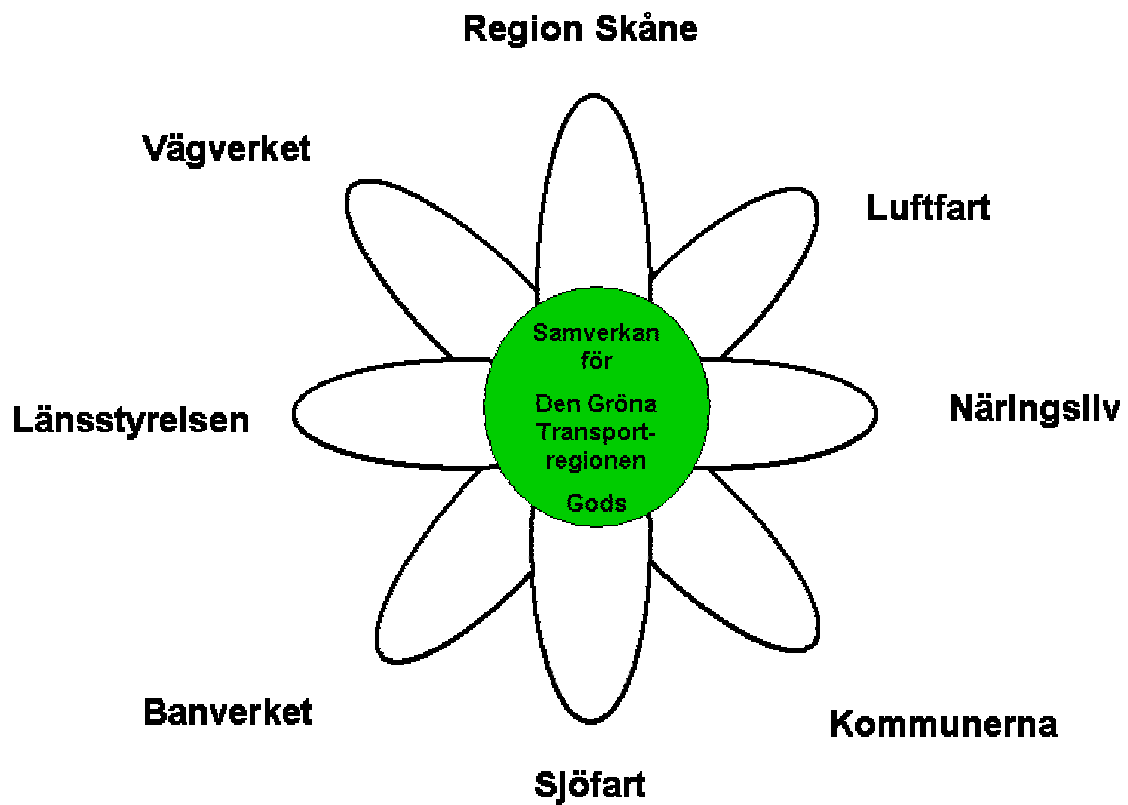 Region Skåne
Vägverket
Luftfart
Samverkan
för
Den Gröna
Transport-
regionen
Gods
Länsstyrelsen
Näringsliv
Banverket
Kommunerna
Sjöfart